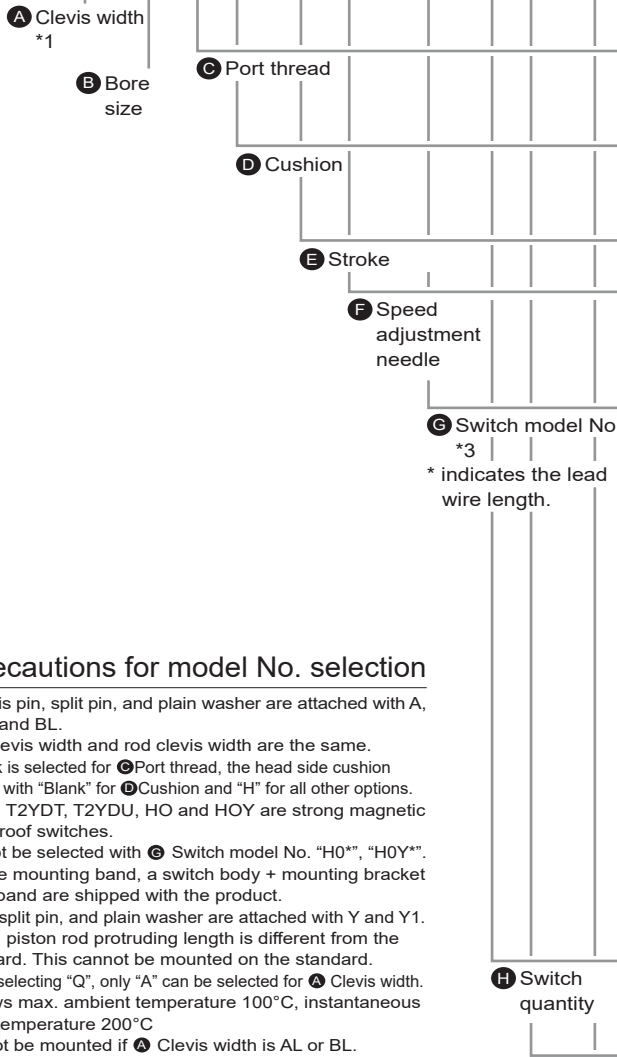 A Clevis width
*1
B Bore
size
C Port thread
D Cushion
E Stroke
F Speed
adjustment
needle
G Switch model No
*3
* indicates the lead
wire length.
ecautions for model No. selection
is pin, split pin, and plain washer are attached with A,
and BL.
evis width and rod clevis width are the same.
k is selected for C Port thread, the head side cushion
with “Blank” for D Cushion and “H” for all other options.
T2YDT, T2YDU, HO and HOY are strong magnetic
roof switches.
ot be selected with G Switch model No. “H0*”, “H0Y*”.
e mounting band, a switch body + mounting bracket
band are shipped with the product.
split pin, and plain washer are attached with Y and Y1.
piston rod protruding length is different from the
ard. This cannot be mounted on the standard.
selecting “Q”, only “A” can be selected for A Clevis width.
ws max. ambient temperature 100°C, instantaneous
temperature 200°C
ot be mounted if A Clevis width is AL or BL.
H Switch
quantity